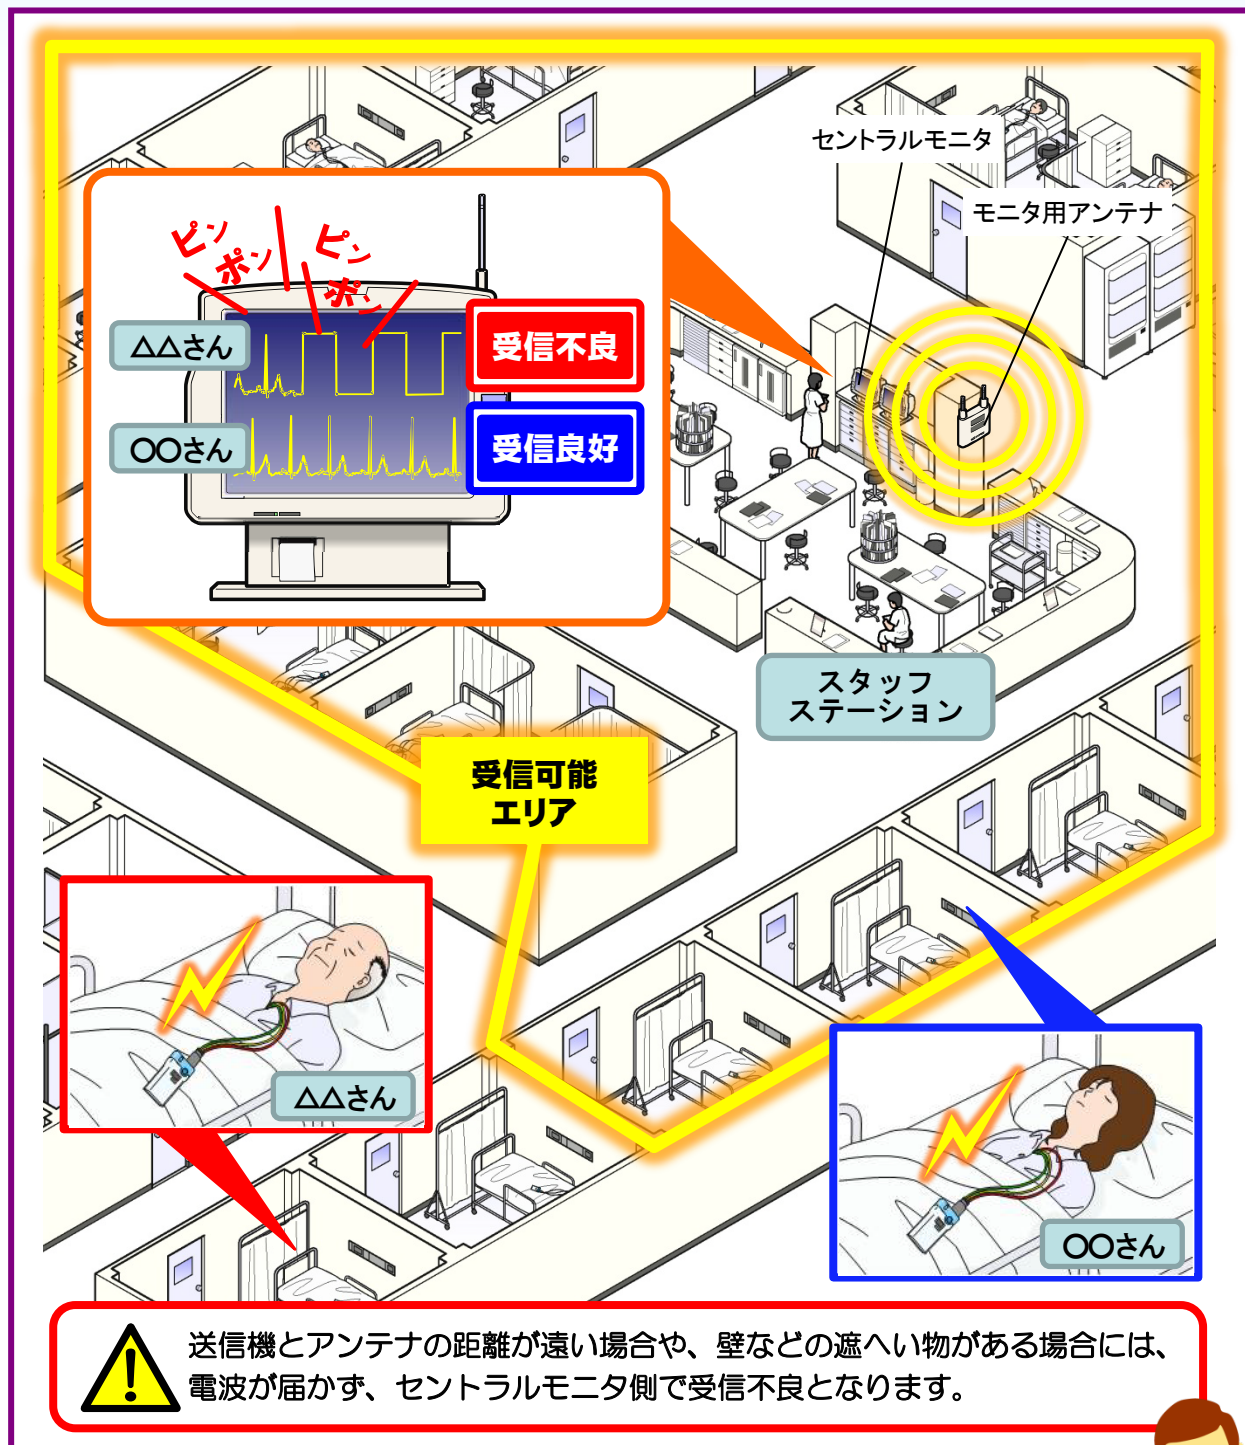 セントラルモニタ
モニタ用アンテナ
ピンポン
ピンポン
△△さん
受信不良
〇〇さん
受信良好
スタッフ
ステーション
受信可能
エリア
△△さん
〇〇さん
送信機とアンテナの距離が遠い場合や、壁などの遮へい物がある場合には、
電波が届かず、セントラルモニタ側で受信不良となります。